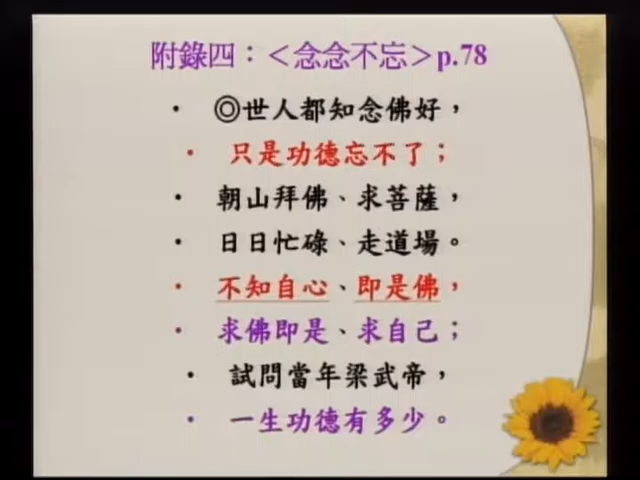 附錄四：＜念念不忘＞p.78
• ◎世人都知念佛好，
• 只是功德忘不了；
• 朝山拜佛、求菩薩，
• 日日忙碌、走道場。
• 不知自心、即是佛，
• 求佛即是、求自己；
• 試問當年梁武帝，
• 一生功德有多少。